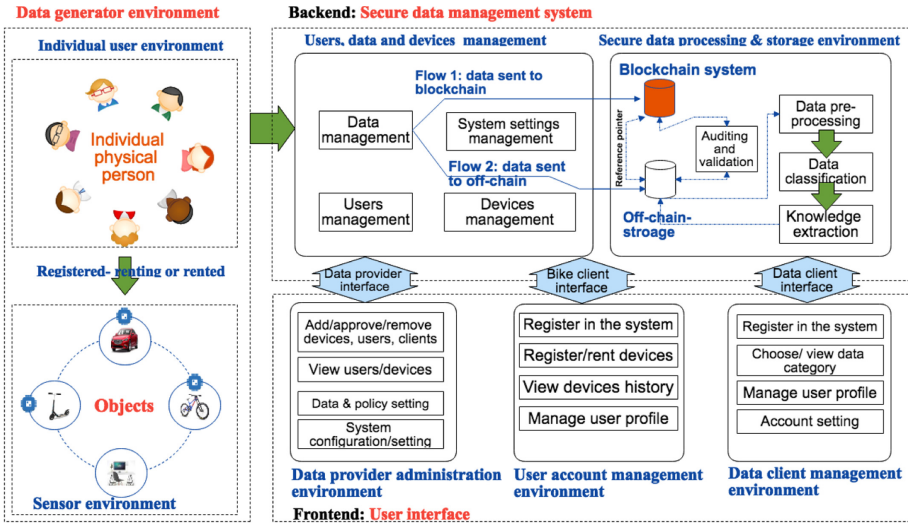 Data generator environment
Individual user environment
Individual
physical
person
Registered- renting or rented
Objects
Sensor environment
Backend: Secure data management system
Users, data and devices management
Data
management
System settings
management
Users
management
Devices
management
Flow 1: data sent to
blockchain
Flow 2: data sent
to off-chain
Secure data processing & storage environment
Blockchain system
Reference pointer
Auditing
and
validation
Off-chain-
stroage
Data pre-
processing
Data
classification
Knowledge
extraction
Data provider
interface
Bike client
interface
Data client
interface
Add/approve/remove
devices, users, clients
View users/devices
Data & policy setting
System
configuration/setting
Data provider administration
environment
Register in the system
Register/rent devices
View devices history
Manage user profile
User account management
environment
Register in the system
Choose/ view data
category
Manage user profile
Account setting
Data client management
environment
Frontend: User interface